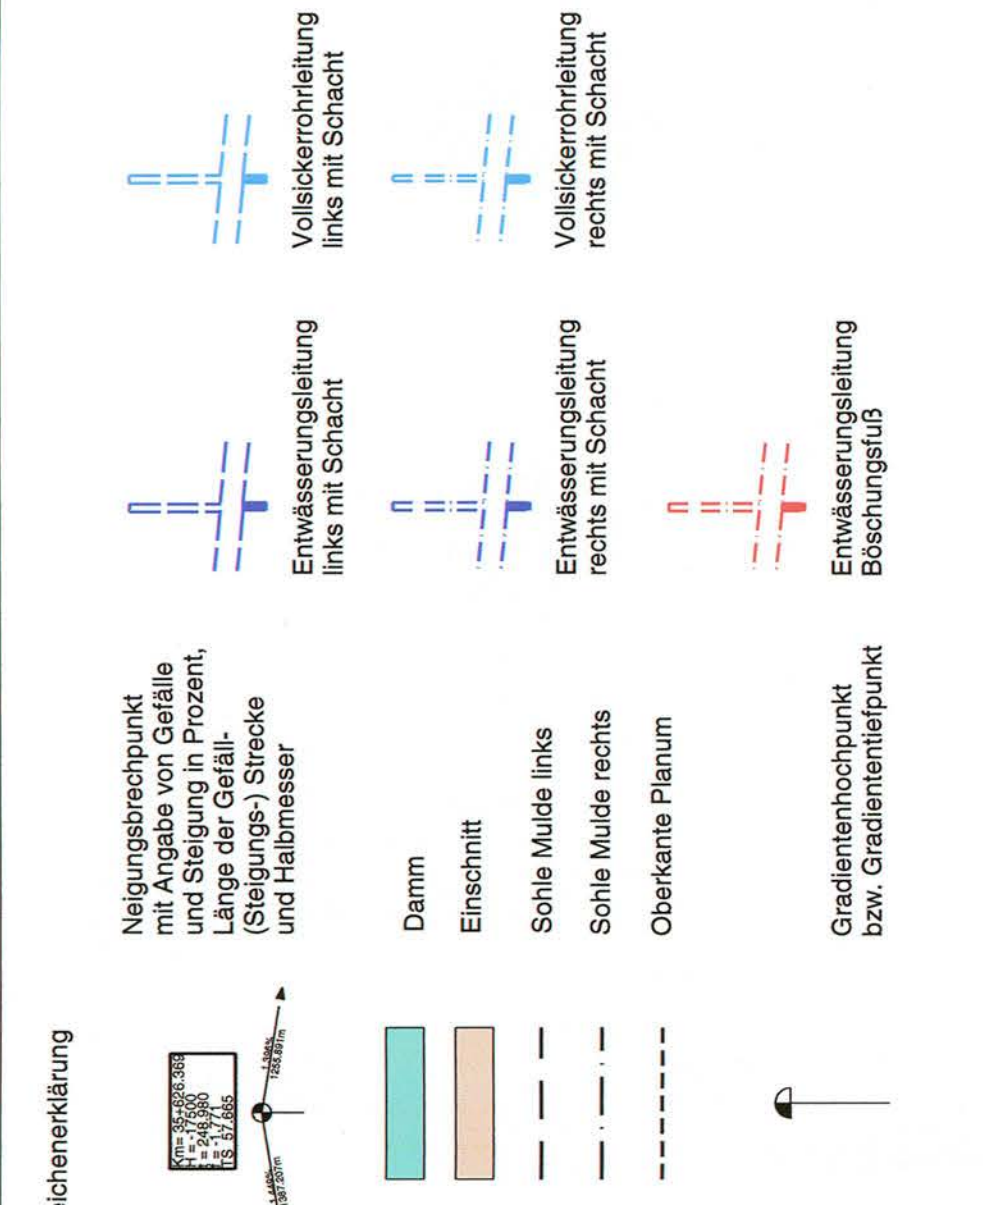 eichenerklärung
Km= 35+626.369
H = -17500
= 248.980
= -1.771
TS 57.665
1.396%
1255.891m
1.449%
387.207m
Neigungsbrechpunkt
mit Angabe von Gefälle
und Steigung in Prozent,
Länge der Gefäll-
(Steigungs-) Strecke
und Halbmesser
Damm
Einschnitt
Sohle Mulde links
Sohle Mulde rechts
Oberkante Planum
Gradientenhochpunkt
bzw. Gradiententiefpunkt
Entwässerungsleitung
links mit Schacht
Entwässerungsleitung
rechts mit Schacht
Entwässerungsleitung
Böschungsfuß
Vollsickerrohrleitung
links mit Schacht
Vollsickerrohrleitung
rechts mit Schacht